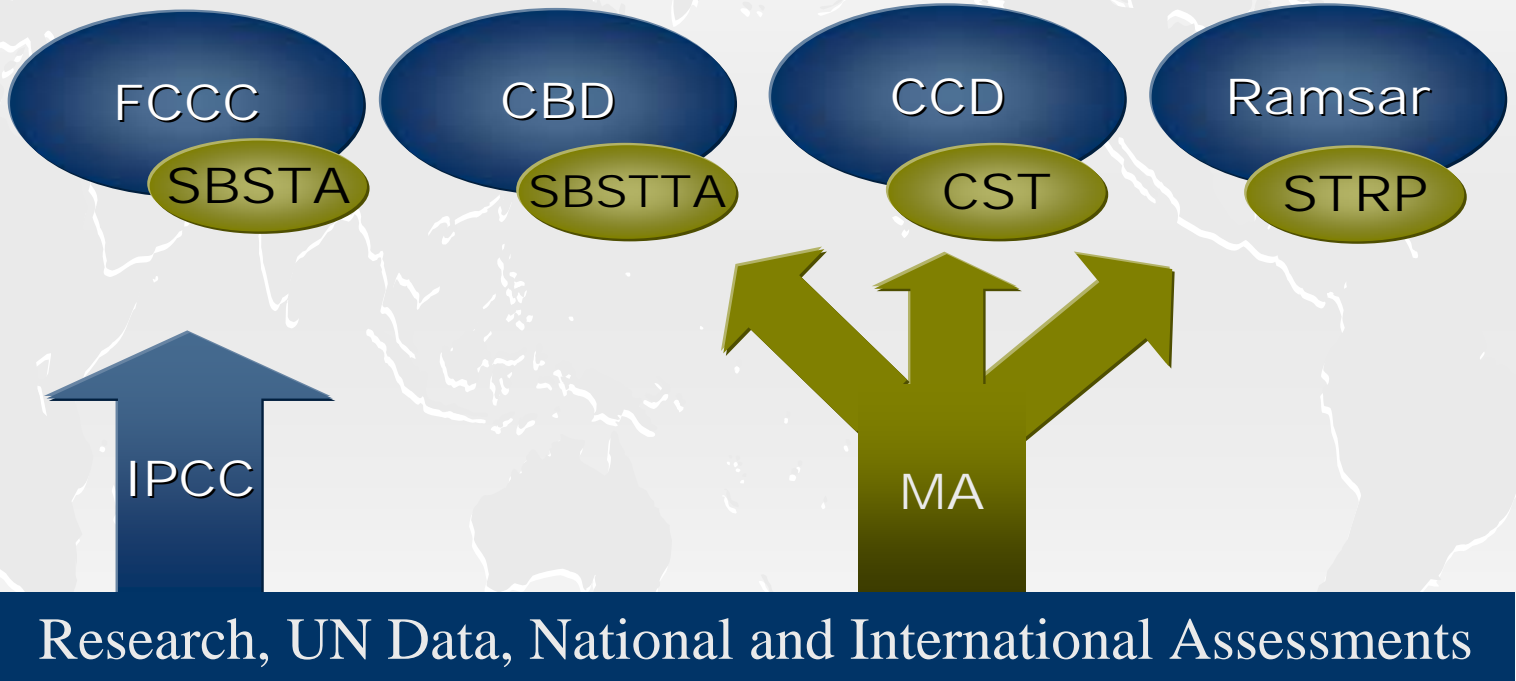 FCCC
SBSTA
CBD
SBSTTA
CCD
CST
Ramsar
STRP
IPCC
MA
Research, UN Data, National and International Assessments